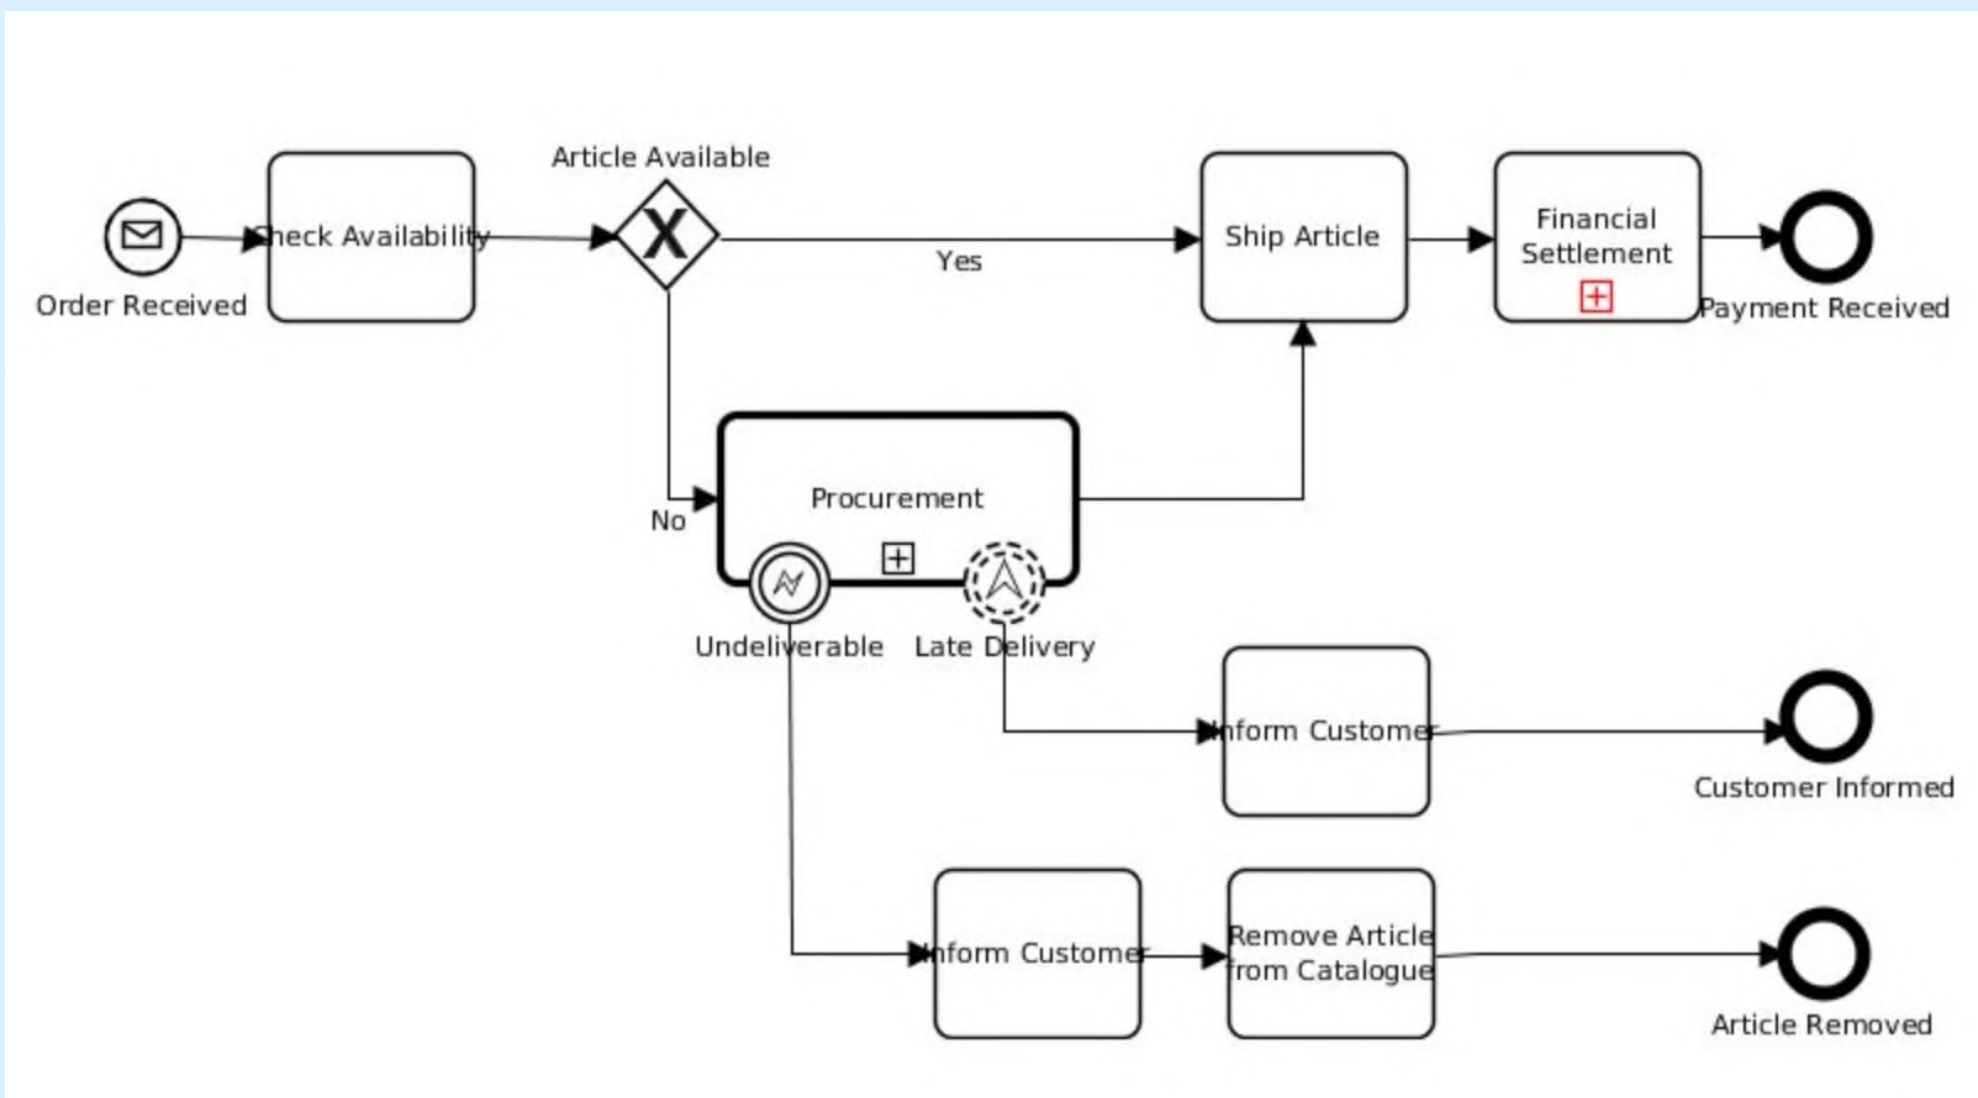 Article Available
Order Received
Check Availability
Yes
Ship Article
Financial
Settlement
Payment Received
No
Procurement
Undeliverable
Late Delivery
Inform Customer
Customer Informed
Inform Customer
Remove Article
from Catalogue
Article Removed